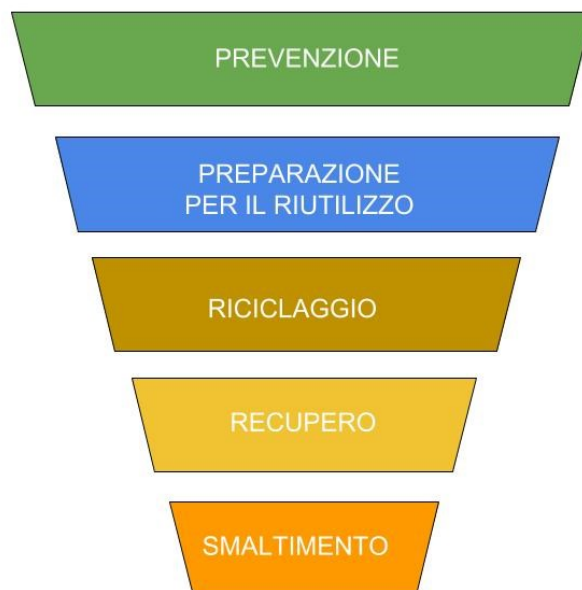 PREVENZIONE
PREPARAZIONE
PER IL RIUTILIZZO
RICICLAGGIO
RECUPERO
SMALTIMENTO